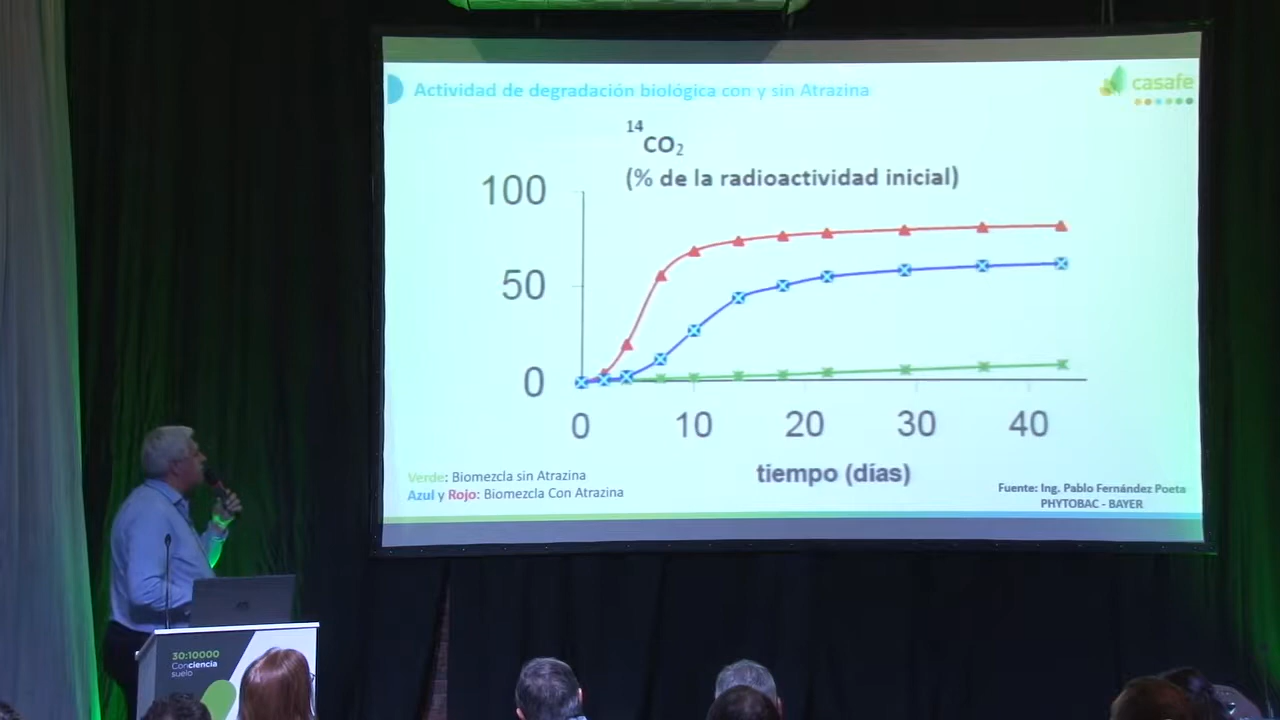 Actividad de degradación biológica con y sin Atrazina
casafe
14
CO2
(% de la radioactividad inicial)
100
50
0
0 10 20 30 40
tiempo (días)
Verde: Biomezcla sin Atrazina
Azul y Rojo: Biomezcla Con Atrazina
Fuente: Ing. Pablo Fernández Poeta
PHYTOBAC - BAYER
30:10000
Conciencia
suelo